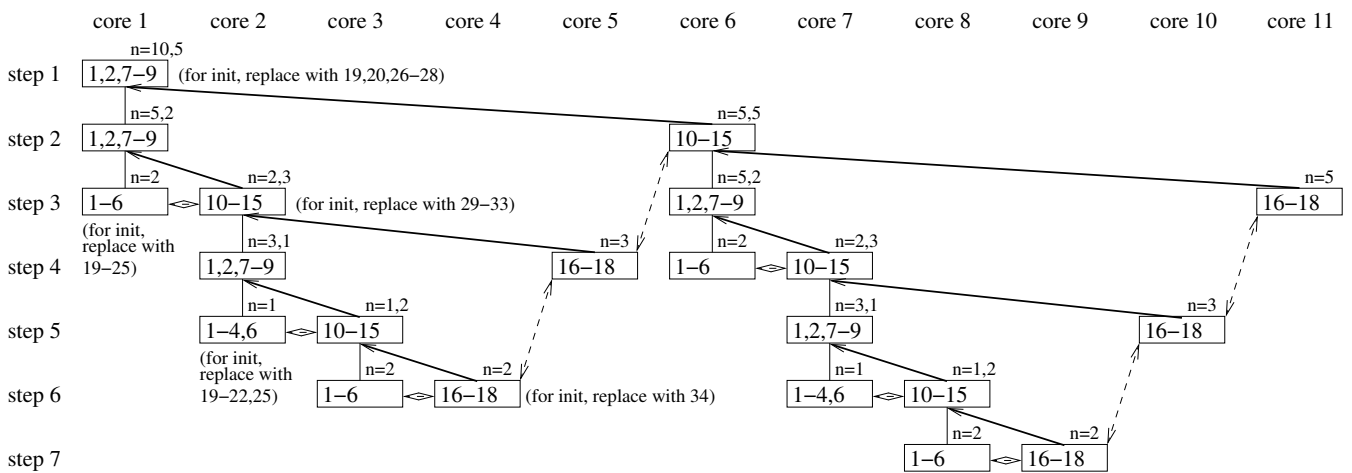 core 1 core 2 core 3 core 4 core 5 core 6 core 7 core 8 core 9 core 10 core 11
n=10,5
step 1 1,2,7−9 (for init, replace with 19,20,26−28)
n=5,2 n=5,5
step 2 1,2,7−9 10−15
n=2 n=2,3 n=5,2 n=5
step 3 1−6 10−15 (for init, replace with 29−33) 1,2,7−9 16−18
(for init,
replace with
19−25)
n=3,1 n=3 n=2 n=2,3
step 4 1,2,7−9 16−18 1−6 10−15
n=1 n=1,2 n=3,1 n=3
step 5 1−4,6 10−15 1,2,7−9 16−18
(for init,
replace with
19−22,25)
n=2 n=2 n=1 n=1,2
step 6 1−6 16−18 (for init, replace with 34) 1−4,6 10−15
n=2 n=2
step 7 1−6 16−18